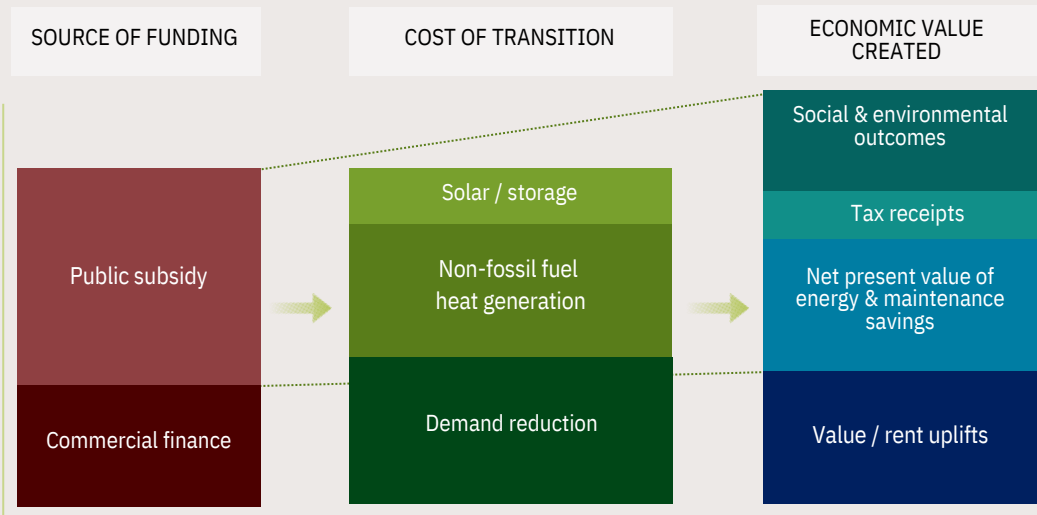 SOURCE OF FUNDING
COST OF TRANSITION
ECONOMIC VALUE
CREATED
Public subsidy
Commercial finance
Solar / storage
Non-fossil fuel
heat generation
Demand reduction
Social & environmental
outcomes
Tax receipts
Net present value of
energy & maintenance
savings
Value / rent uplifts